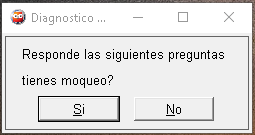 Diagnostico ...
Responde las siguientes preguntas
tienes moqueo?
Si
No